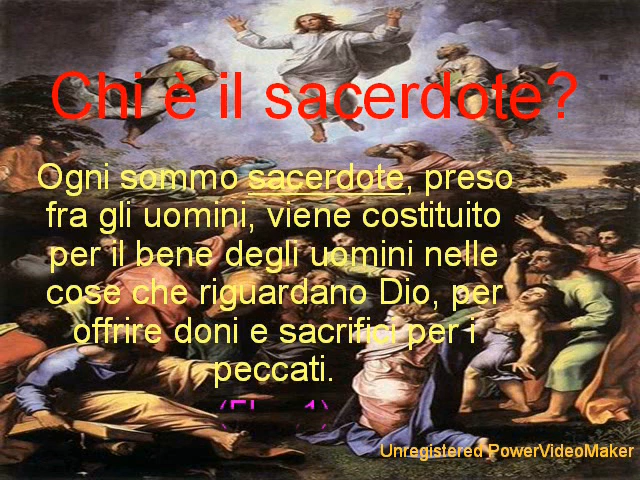 Chi è il sacerdote?
Ogni sommo sacerdote, preso
fra gli uomini, viene costituito
per il bene degli uomini nelle
cose che riguardano Dio, per
offrire doni e sacrifici per i
peccati.
Unregistered PowerVideoMaker